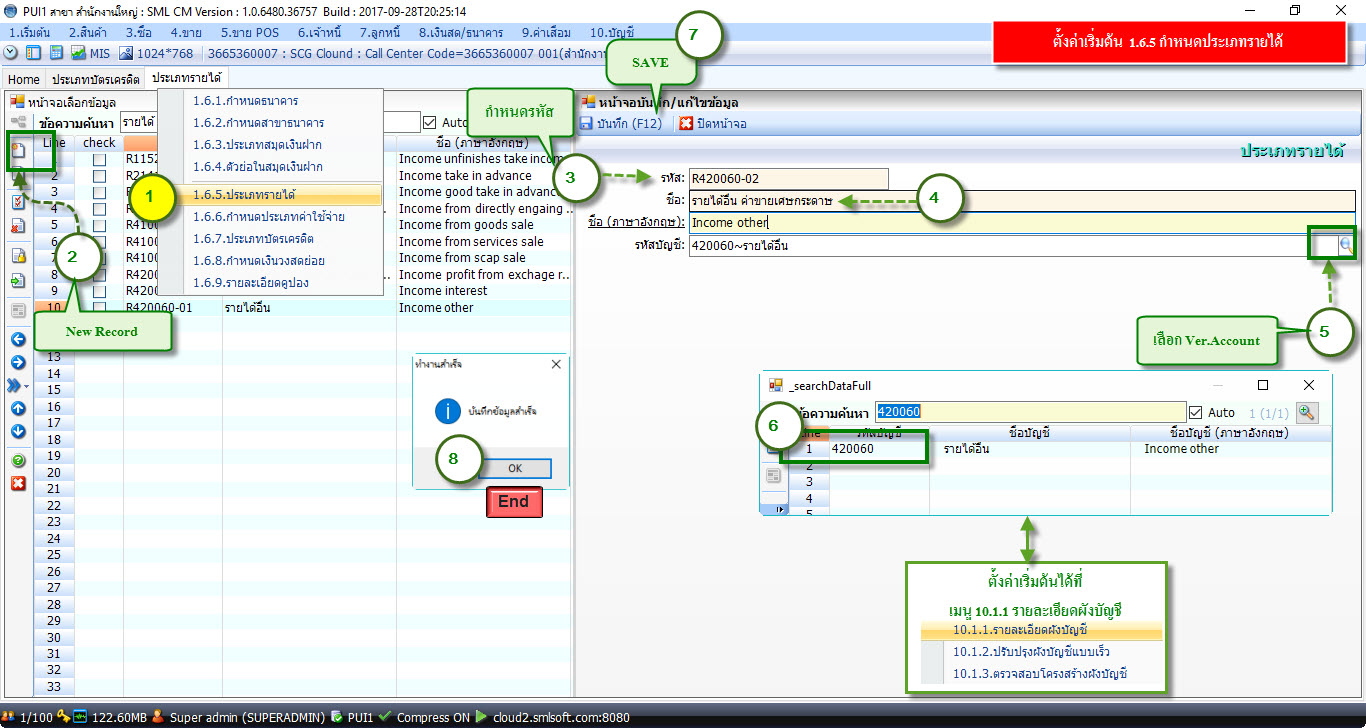 PUI1 สาขา สำนักงานใหญ่ : SML CM Version : 1.0.6480.36757 Build : 2017-09-28T20:25:14
1.เริ่มต้น 2.สินค้า 3.ซื้อ 4.ขาย 5.ขาย POS 6.เจ้าหนี้ 7.ลูกหนี้ 8.เงินสด/ธนาคาร 9.ค่าเสื่อม 10.บัญชี
MIS 1024*768 3665360007 : SCG Clound : Call Center Code=3665360007 001(สำนักงาน
ตั้งค่าเริ่มต้น 1.6.5 กำหนดประเภทรายได้
7
SAVE
Home ประเภทบัตรเครดิต ประเภทรายได้
หน้าจอเลือกข้อมูล
ข้อความค้นหา รายได้ Auto
Line check ชื่อ (ภาษาอังกฤษ)
R1152 Income unfinishes take incom
Income take in advance
3 Income good take in advance
4 Income from directly engaing ..
5 R4100 Income from goods sale
6 R4100 Income from services sale
R4100 Income from scap sale
8 R4200 Income profit from exchage r...
9 R4200 Income interest
10 R420060-01 รายได้อื่น Income other
13
14
15
16
17
18
19
20
21
22
23
24
25
26
27
28
29
30
31
32
33
1.6.1.กำหนดธนาคาร
1.6.2.กำหนดสาขาธนาคาร
1.6.3.ประเภทสมุดเงินฝาก
1.6.4.ตัวย่อในสมุดเงินฝาก
1.6.5.ประเภทรายได้
1.6.6.กำหนดประเภทค่าใช้จ่าย
1.6.7.ประเภทบัตรเครดิต
1.6.8.กำหนดเงินวงสดย่อย
1.6.9.รายละเอียดคูปอง
1
2
New Record
กำหนดรหัส
3
หน้าจอบันทึก/แก้ไขข้อมูล
บันทึก (F12) ปิดหน้าจอ
ประเภทรายได้
รหัส: R420060-02
ชื่อ: รายได้อื่น ค่าขายเศษกระดาษ
4
ชื่อ (ภาษาอังกฤษ): Income other
รหัสบัญชี: 420060~รายได้อื่น
5
เลือก Ver.Account
ทำงานสำเร็จ
บันทึกข้อมูลสำเร็จ
8
OK
End
_searchDataFull
ข้อความค้นหา 420060 Auto 1 (1/1)
6
Line รหัสบัญชี ชื่อบัญชี ชื่อบัญชี (ภาษาอังกฤษ)
1 420060 รายได้อื่น Income other
2
3
4
5
ตั้งค่าเริ่มต้นได้ที่
เมนู 10.1.1 รายละเอียดผังบัญชี
10.1.1.รายละเอียดผังบัญชี
10.1.2.ปรับปรุงผังบัญชีแบบเร็ว
10.1.3.ตรวจสอบโครงสร้างผังบัญชี
1/100 122.60MB Super admin (SUPERADMIN) PUI1 Compress ON cloud2.smlsoft.com:8080